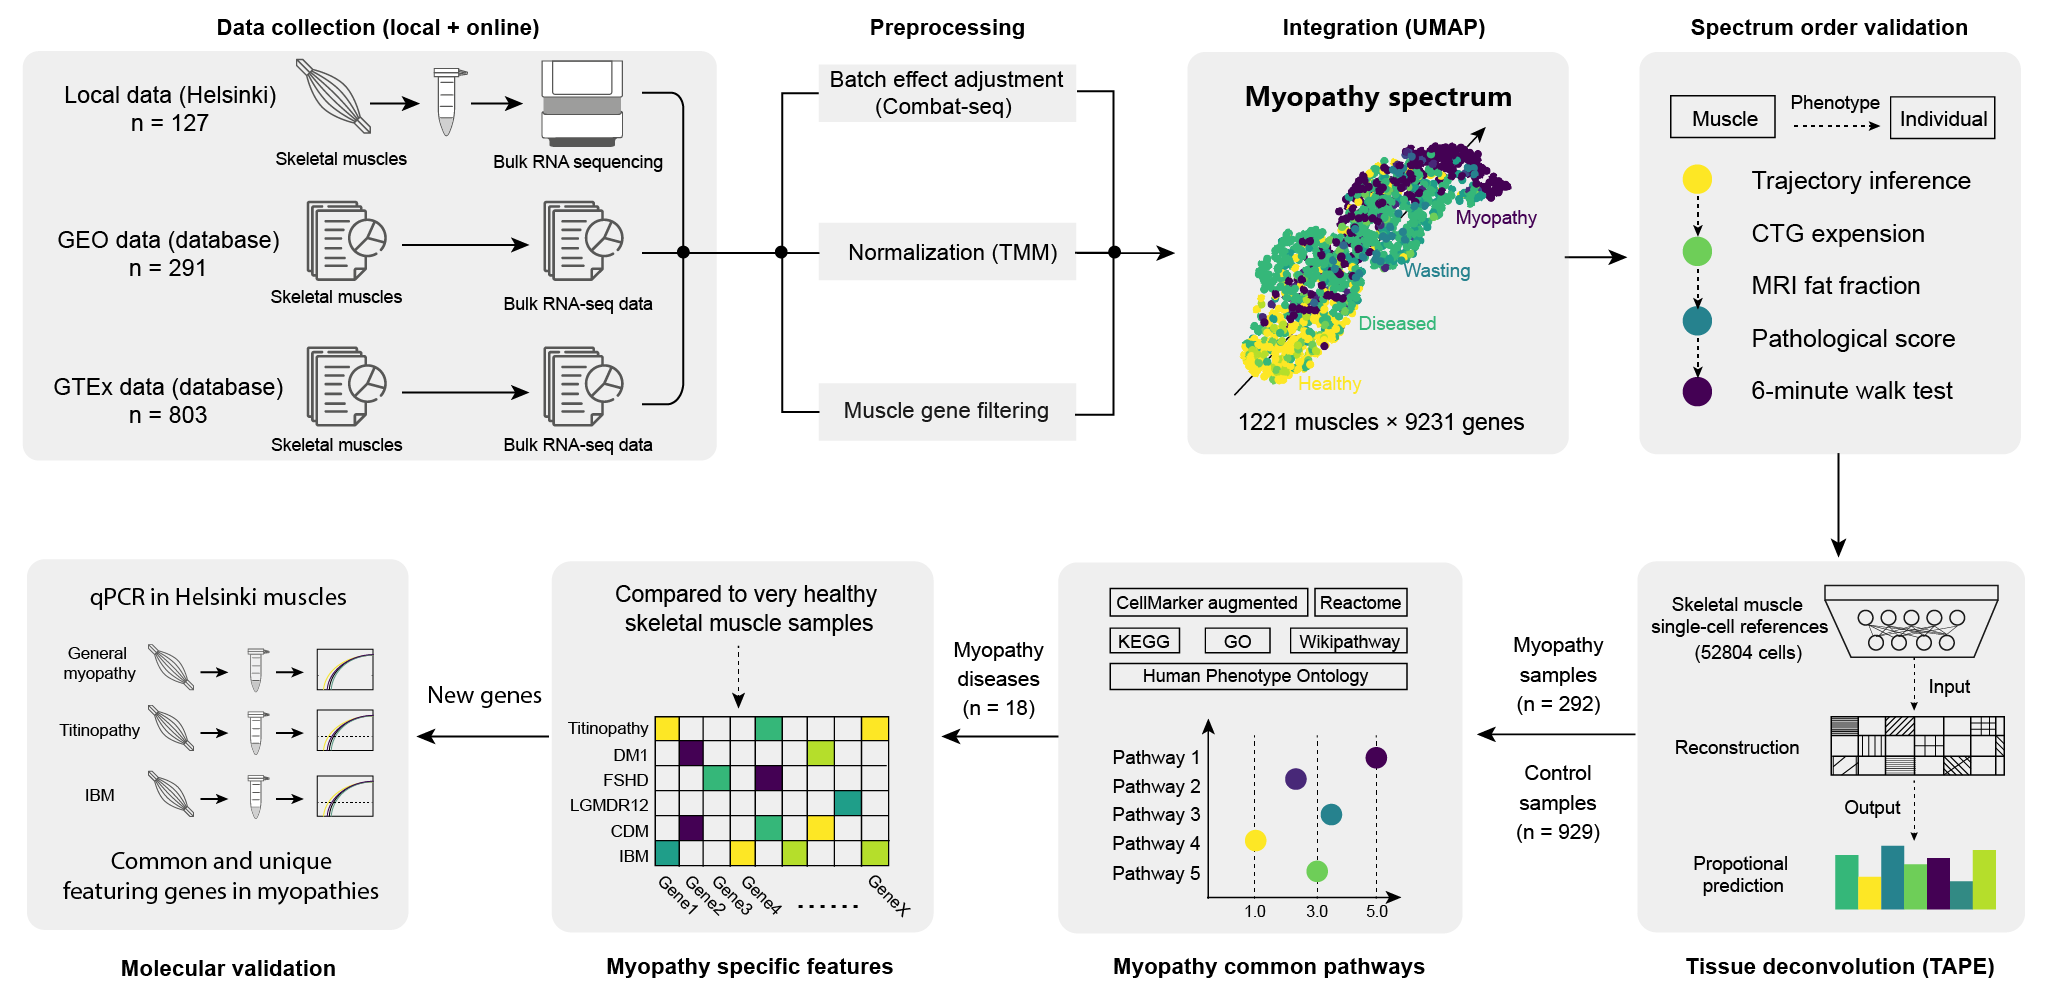 Data collection (local + online)
Local data (Helsinki)
n = 127
Skeletal muscles
Bulk RNA sequencing
GEO data (database)
n = 291
Skeletal muscles
Bulk RNA-seq data
GTEx data (database)
n = 803
Skeletal muscles
Bulk RNA-seq data
Preprocessing
Batch effect adjustment
(Combat-seq)
Normalization (TMM)
Muscle gene filtering
Integration (UMAP)
Myopathy spectrum
Myopathy
Wasting
Diseased
Healthy
1221 muscles × 9231 genes
Spectrum order validation
Muscle
Phenotype
Individual
Trajectory inference
CTG expension
MRI fat fraction
Pathological score
6-minute walk test
Skeletal muscle
single-cell references
(52804 cells)
Input
Reconstruction
Output
Propotional
prediction
Tissue deconvolution (TAPE)
Myopathy
samples
(n = 292)
Control
samples
(n = 929)
CellMarker augmented
Reactome
KEGG
GO
Wikipathway
Human Phenotype Ontology
Pathway 1
Pathway 2
Pathway 3
Pathway 4
Pathway 5
1.0
3.0
5.0
Myopathy common pathways
Myopathy
diseases
(n = 18)
Compared to very healthy
skeletal muscle samples
Titinopathy
DM1
FSHD
LGMDR12
CDM
IBM
Gene1
Gene2
Gene3
Gene4
.......
GeneX
Myopathy specific features
New genes
qPCR in Helsinki muscles
General
myopathy
Titinopathy
IBM
Common and unique
featuring genes in myopathies
Molecular validation